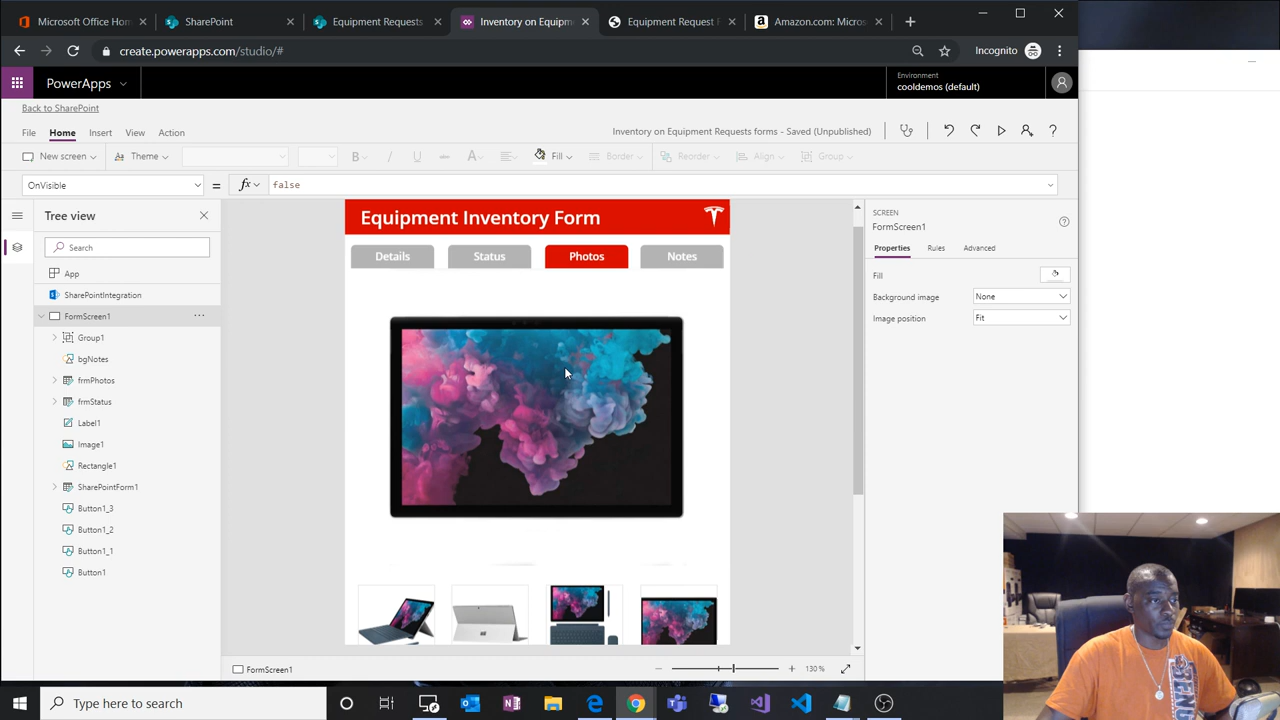 Microsoft Office Hom
SharePoint
Equipment Requests
Inventory on Equipm
Equipment Request F
Amazon.com: Micros
create.powerapps.com/studio/#
Incognito
PowerApps
Environment
cooldemos (default)
Back to SharePoint
File
Home
Insert
View
Action
Inventory on Equipment Requests forms - Saved (Unpublished)
New screen
Theme
B
I
U
abc
A
Fill
Border
Reorder
Align
Group
OnVisible
=
fx
false
Tree view
Search
App
SharePointIntegration
FormScreen1
Group1
bgNotes
frmPhotos
frmStatus
Label1
Image1
Rectangle1
SharePointForm1
Button1_3
Button1_2
Button1_1
Button1
Equipment Inventory Form
Details
Status
Photos
Notes
SCREEN
FormScreen1
Properties
Rules
Advanced
Fill
Background image
None
Image position
Fit
FormScreen1
130 %
Type here to search